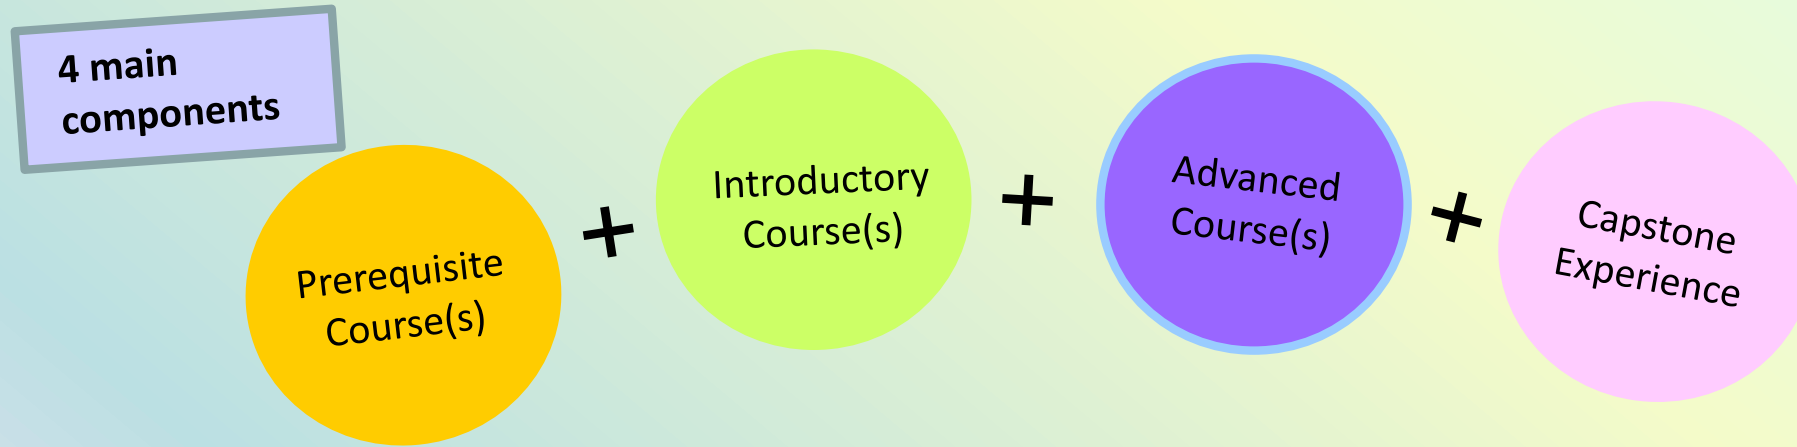 4 main
components
Prerequisite
Course(s)
+
Introductory
Course(s)
+
Advanced
Course(s)
+
Capstone
Experience